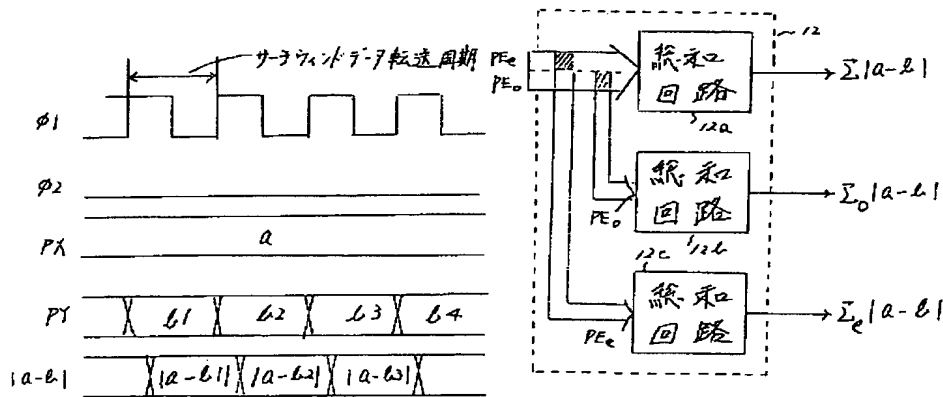 サーチウィンドデータ転送周期
φ1
φ2
PX
a
PY
b1
b2
b3
b4
|a-b|
|a-b1|
|a-b2|
|a-b3|
12
PEe
PEo
総和
回路
12a
Σ|a-b|
総和
回路
PEo
12b
Σo|a-b|
12c
総和
回路
PEe
Σe|a-b|